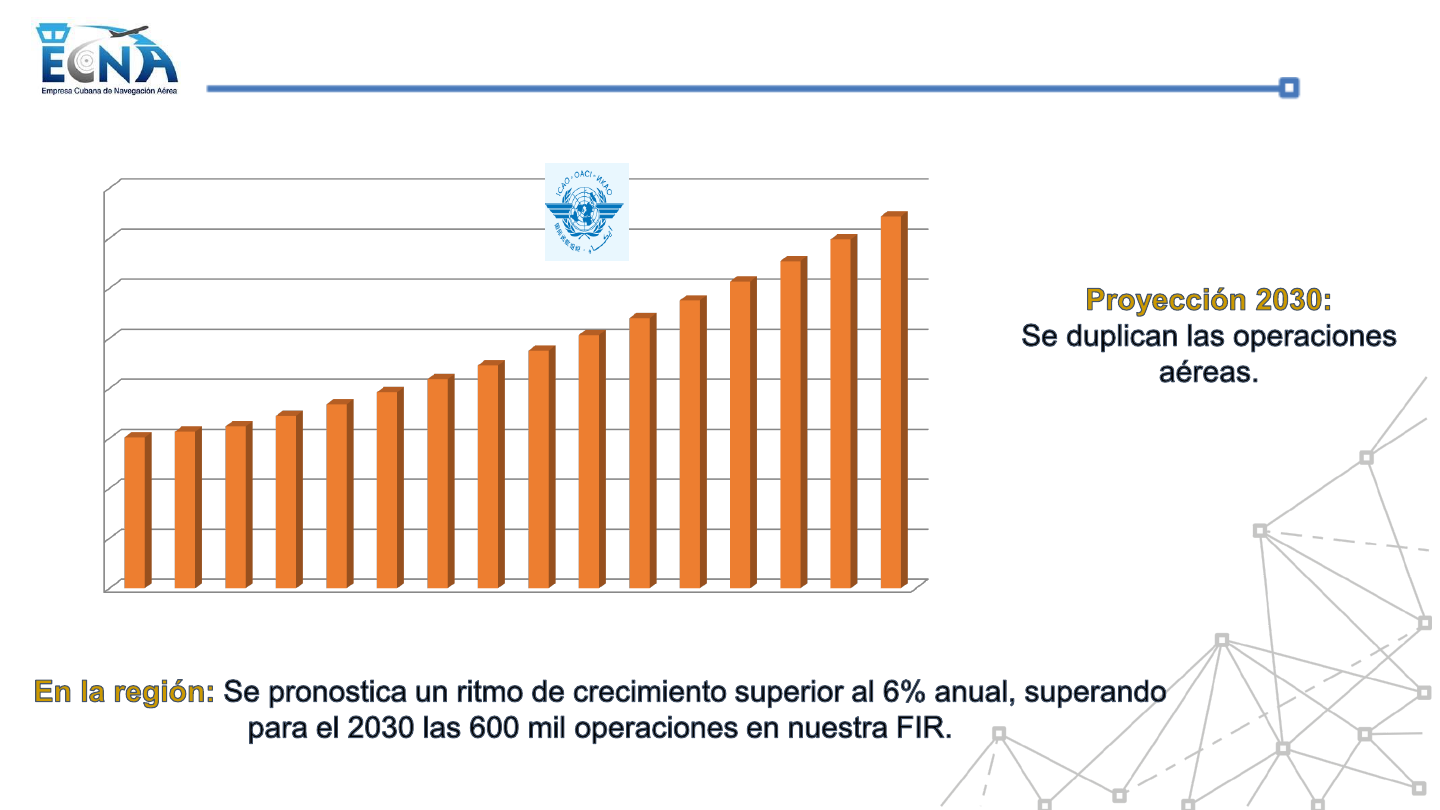 ECNA
Empresa Cubana de Navegación Aérea
ICAO · OACI · ИКАО
Proyección 2030:
Se duplican las operaciones
aéreas.
En la región: Se pronostica un ritmo de crecimiento superior al 6% anual, superando
para el 2030 las 600 mil operaciones en nuestra FIR.